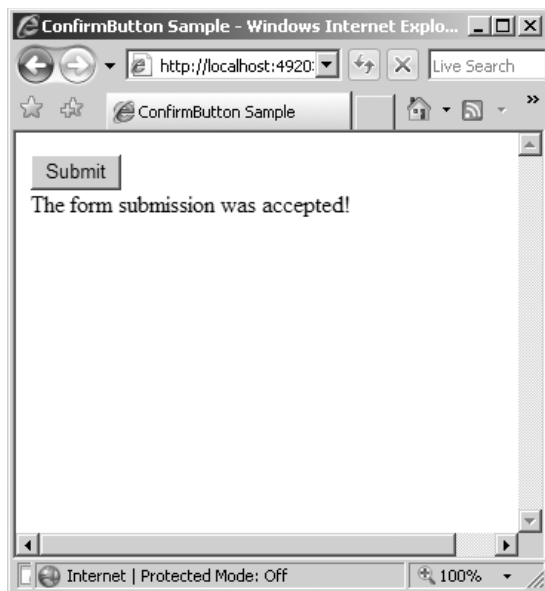 ConfirmButton Sample - Windows Internet Explo...
http://localhost:4920
Live Search
ConfirmButton Sample
»
Submit
The form submission was accepted!
Internet | Protected Mode: Off
100%